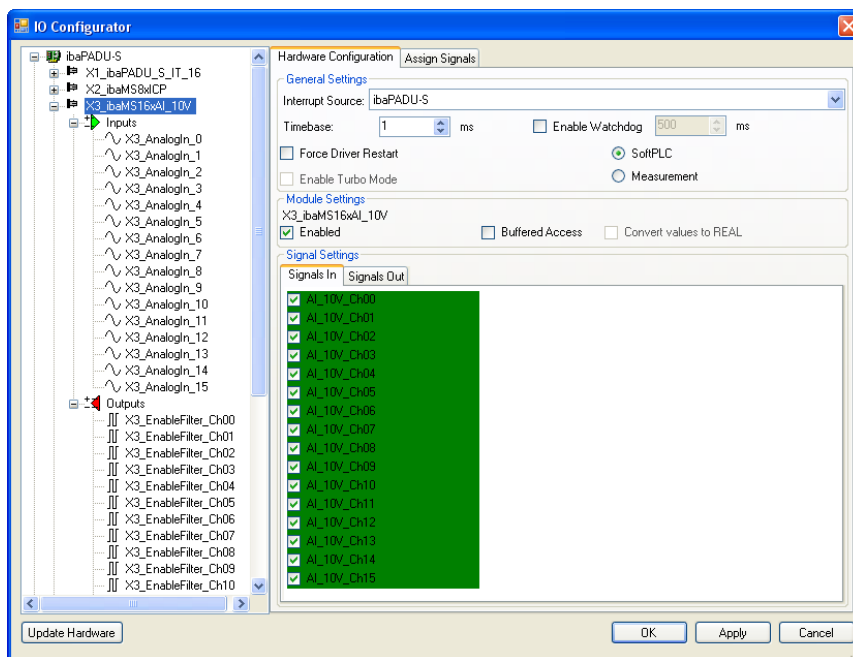 IO Configurator
ibaPADU-S
X1_ibaPADU_S_IT_16
X2_ibaMS8xICP
X3_ibaMS16xAI_10V
Inputs
X3_AnalogIn_0
X3_AnalogIn_1
X3_AnalogIn_2
X3_AnalogIn_3
X3_AnalogIn_4
X3_AnalogIn_5
X3_AnalogIn_6
X3_AnalogIn_7
X3_AnalogIn_8
X3_AnalogIn_9
X3_AnalogIn_10
X3_AnalogIn_11
X3_AnalogIn_12
X3_AnalogIn_13
X3_AnalogIn_14
X3_AnalogIn_15
Outputs
X3_EnableFilter_Ch00
X3_EnableFilter_Ch01
X3_EnableFilter_Ch02
X3_EnableFilter_Ch03
X3_EnableFilter_Ch04
X3_EnableFilter_Ch05
X3_EnableFilter_Ch06
X3_EnableFilter_Ch07
X3_EnableFilter_Ch08
X3_EnableFilter_Ch09
X3_EnableFilter_Ch10
Hardware Configuration Assign Signals
General Settings
Interrupt Source: ibaPADU-S
Timebase: 1 ms Enable Watchdog 500 ms
Force Driver Restart SoftPLC
Enable Turbo Mode Measurement
Module Settings
X3_ibaMS16xAI_10V
Enabled Buffered Access Convert values to REAL
Signal Settings
Signals In Signals Out
AI_10V_Ch00
AI_10V_Ch01
AI_10V_Ch02
AI_10V_Ch03
AI_10V_Ch04
AI_10V_Ch05
AI_10V_Ch06
AI_10V_Ch07
AI_10V_Ch08
AI_10V_Ch09
AI_10V_Ch10
AI_10V_Ch11
AI_10V_Ch12
AI_10V_Ch13
AI_10V_Ch14
AI_10V_Ch15
Update Hardware OK Apply Cancel